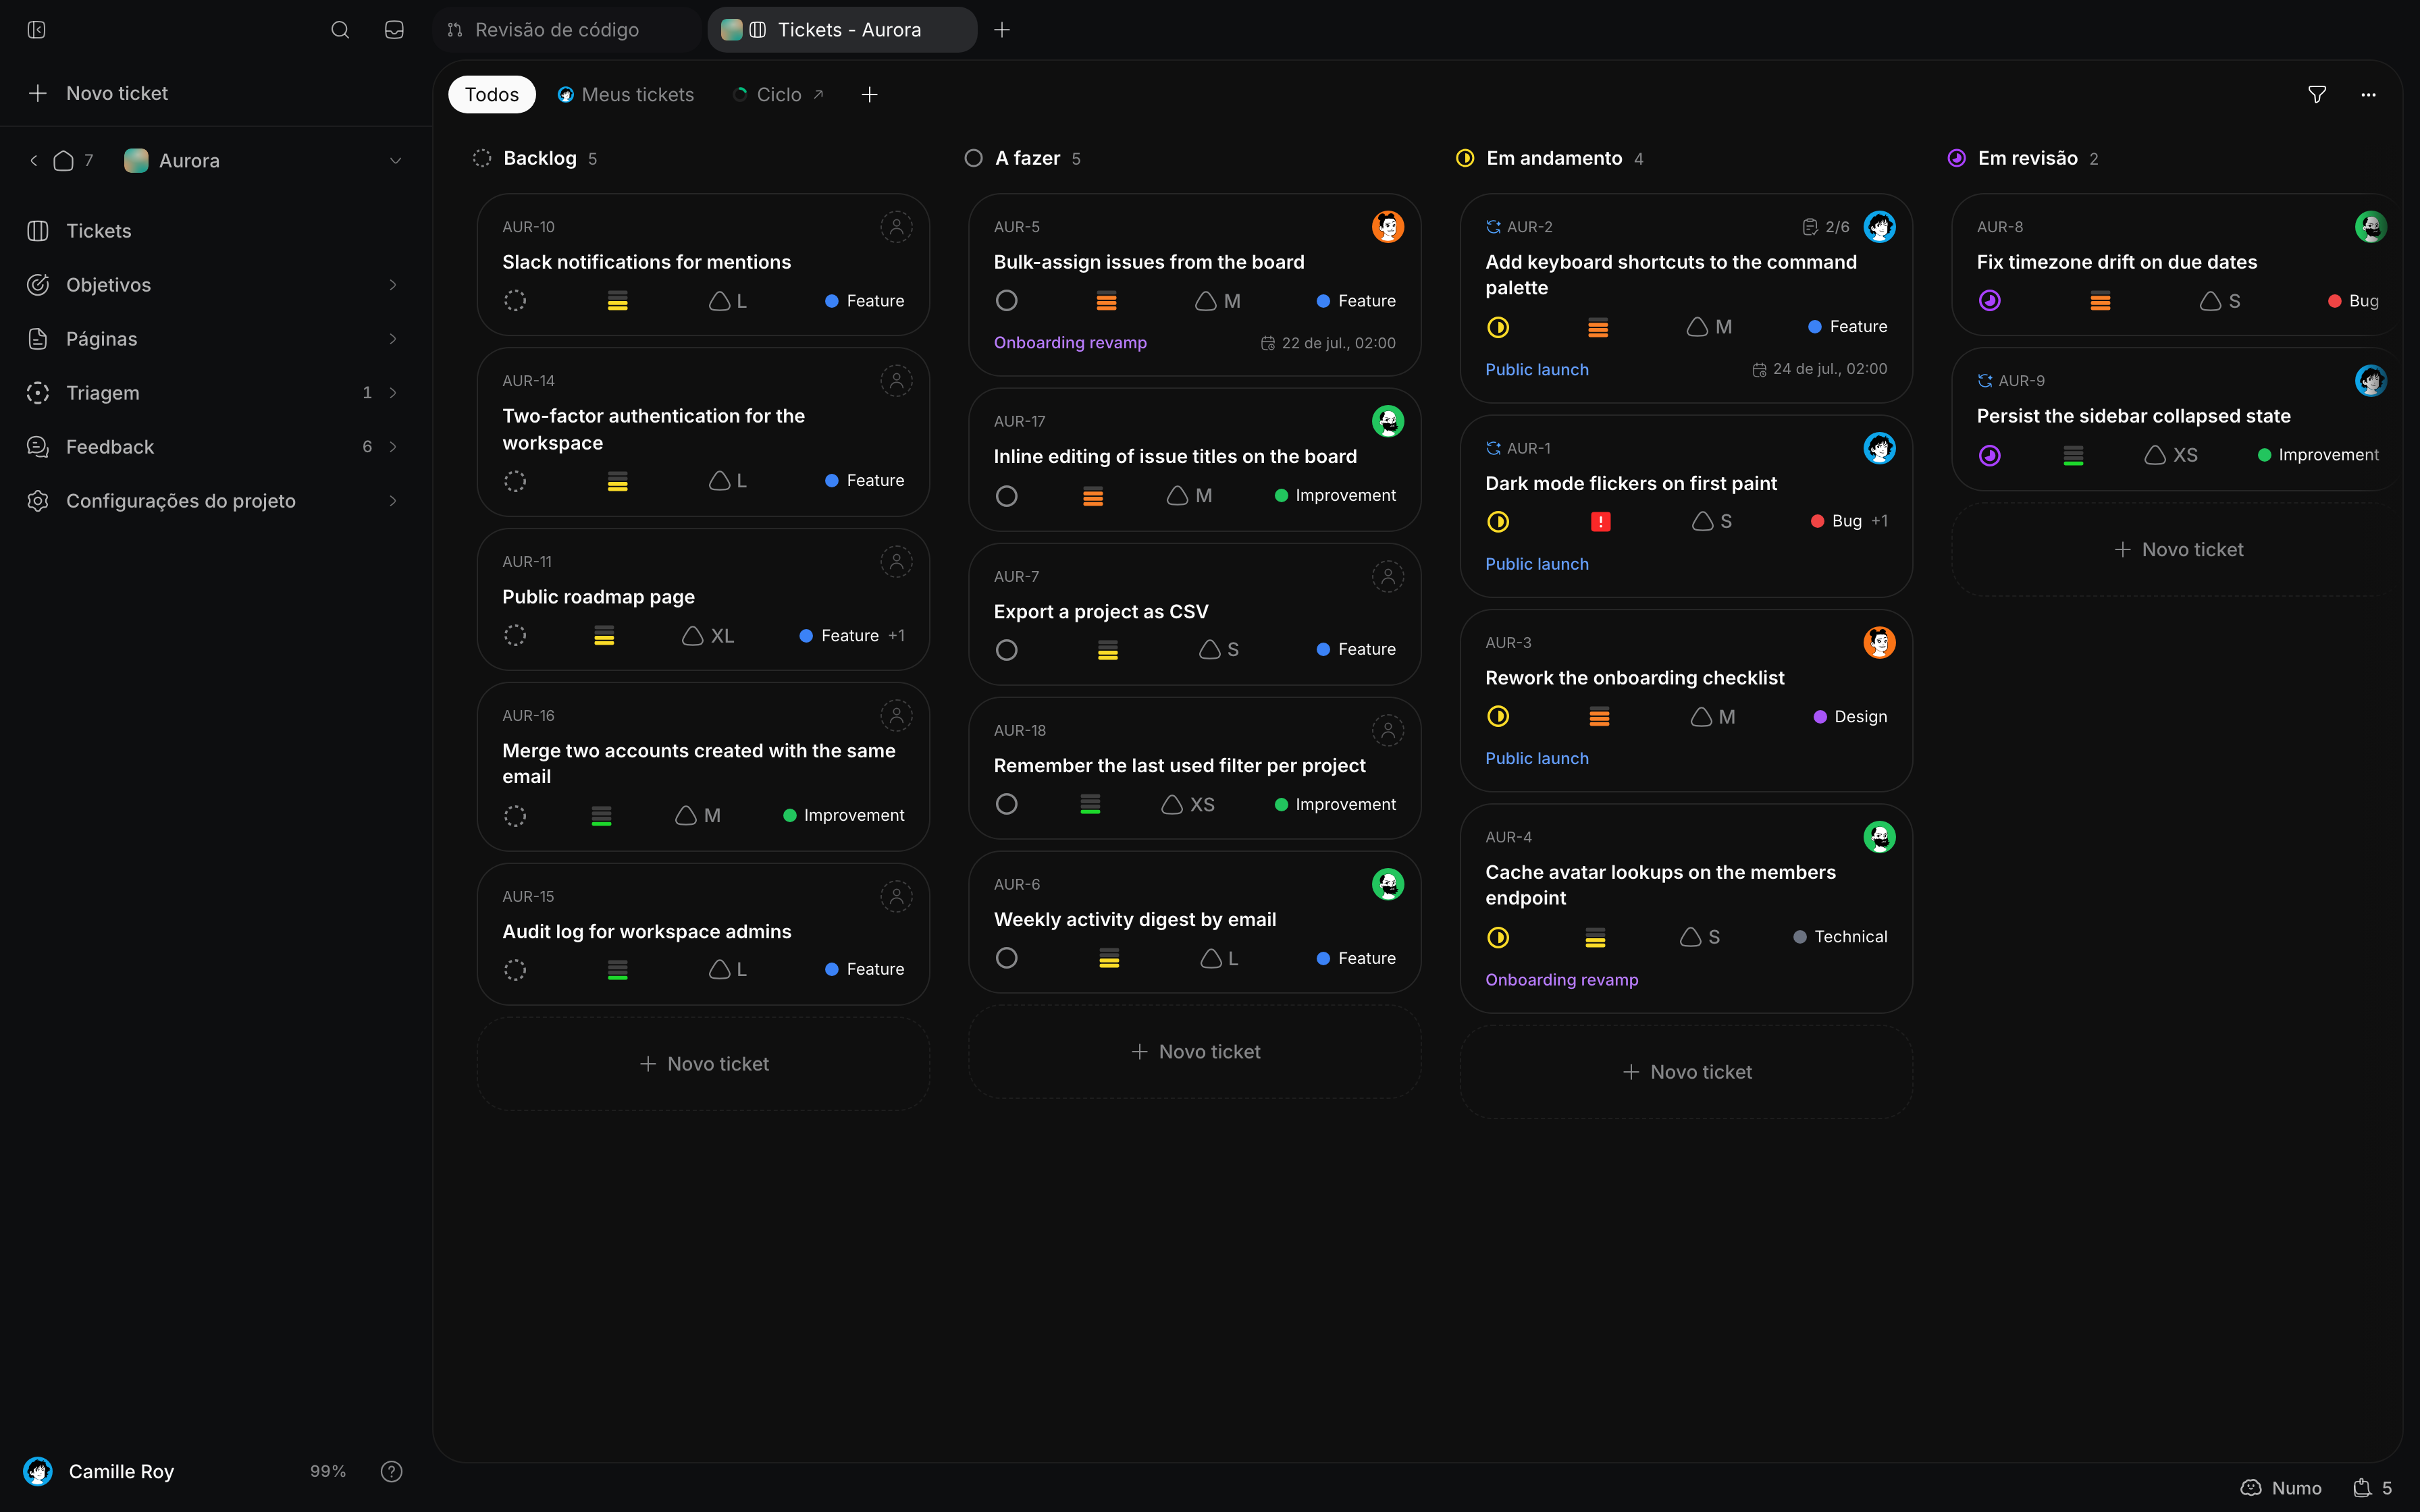 Revisão de código
Tickets - Aurora
Novo ticket
7
Aurora
Tickets
Objetivos
Páginas
Triagem 1
Feedback 6
Configurações do projeto
Camille Roy 99%
Todos
Meus tickets
Ciclo
Backlog 5
AUR-10
Slack notifications for mentions
L Feature
AUR-14
Two-factor authentication for the
workspace
L Feature
AUR-11
Public roadmap page
XL Feature +1
AUR-16
Merge two accounts created with the same
email
M Improvement
AUR-15
Audit log for workspace admins
L Feature
Novo ticket
A fazer 5
AUR-5
Bulk-assign issues from the board
M Feature
Onboarding revamp 22 de jul., 02:00
AUR-17
Inline editing of issue titles on the board
M Improvement
AUR-7
Export a project as CSV
S Feature
AUR-18
Remember the last used filter per project
XS Improvement
AUR-6
Weekly activity digest by email
L Feature
Novo ticket
Em andamento 4
AUR-2 2/6
Add keyboard shortcuts to the command
palette
M Feature
Public launch 24 de jul., 02:00
AUR-1
Dark mode flickers on first paint
S Bug +1
Public launch
AUR-3
Rework the onboarding checklist
M Design
Public launch
AUR-4
Cache avatar lookups on the members
endpoint
S Technical
Onboarding revamp
Novo ticket
Em revisão 2
AUR-8
Fix timezone drift on due dates
S Bug
AUR-9
Persist the sidebar collapsed state
XS Improvement
Novo ticket
Numo 5